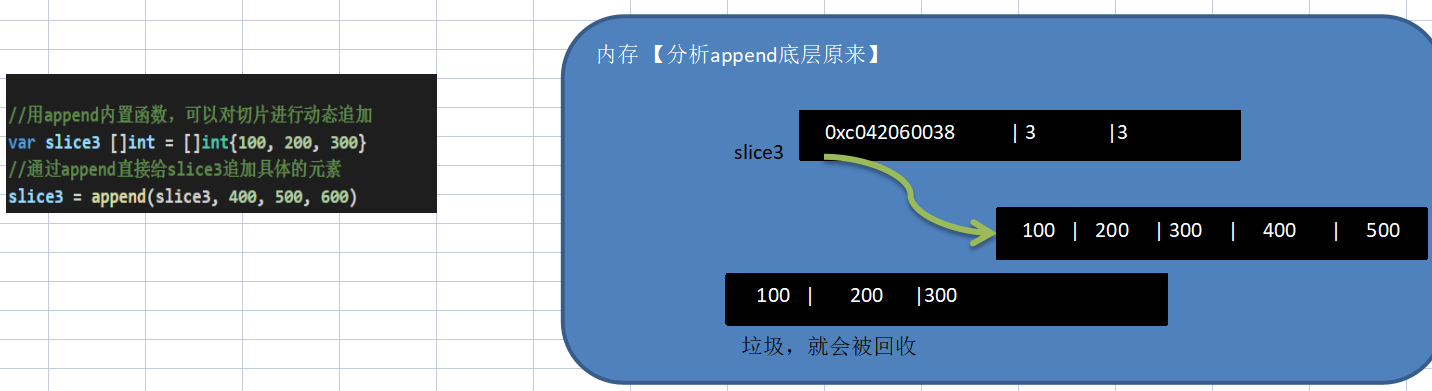 //用append内置函数，可以对切片进行动态追加
var slice3 []int = []int{100, 200, 300}
//通过append直接给slice3追加具体的元素
slice3 = append(slice3, 400, 500, 600)
内存【分析append底层原来】
slice3
0xc042060038 | 3 |3
100 | 200 | 300 | 400 | 500
100 | 200 |300
垃圾，就会被回收